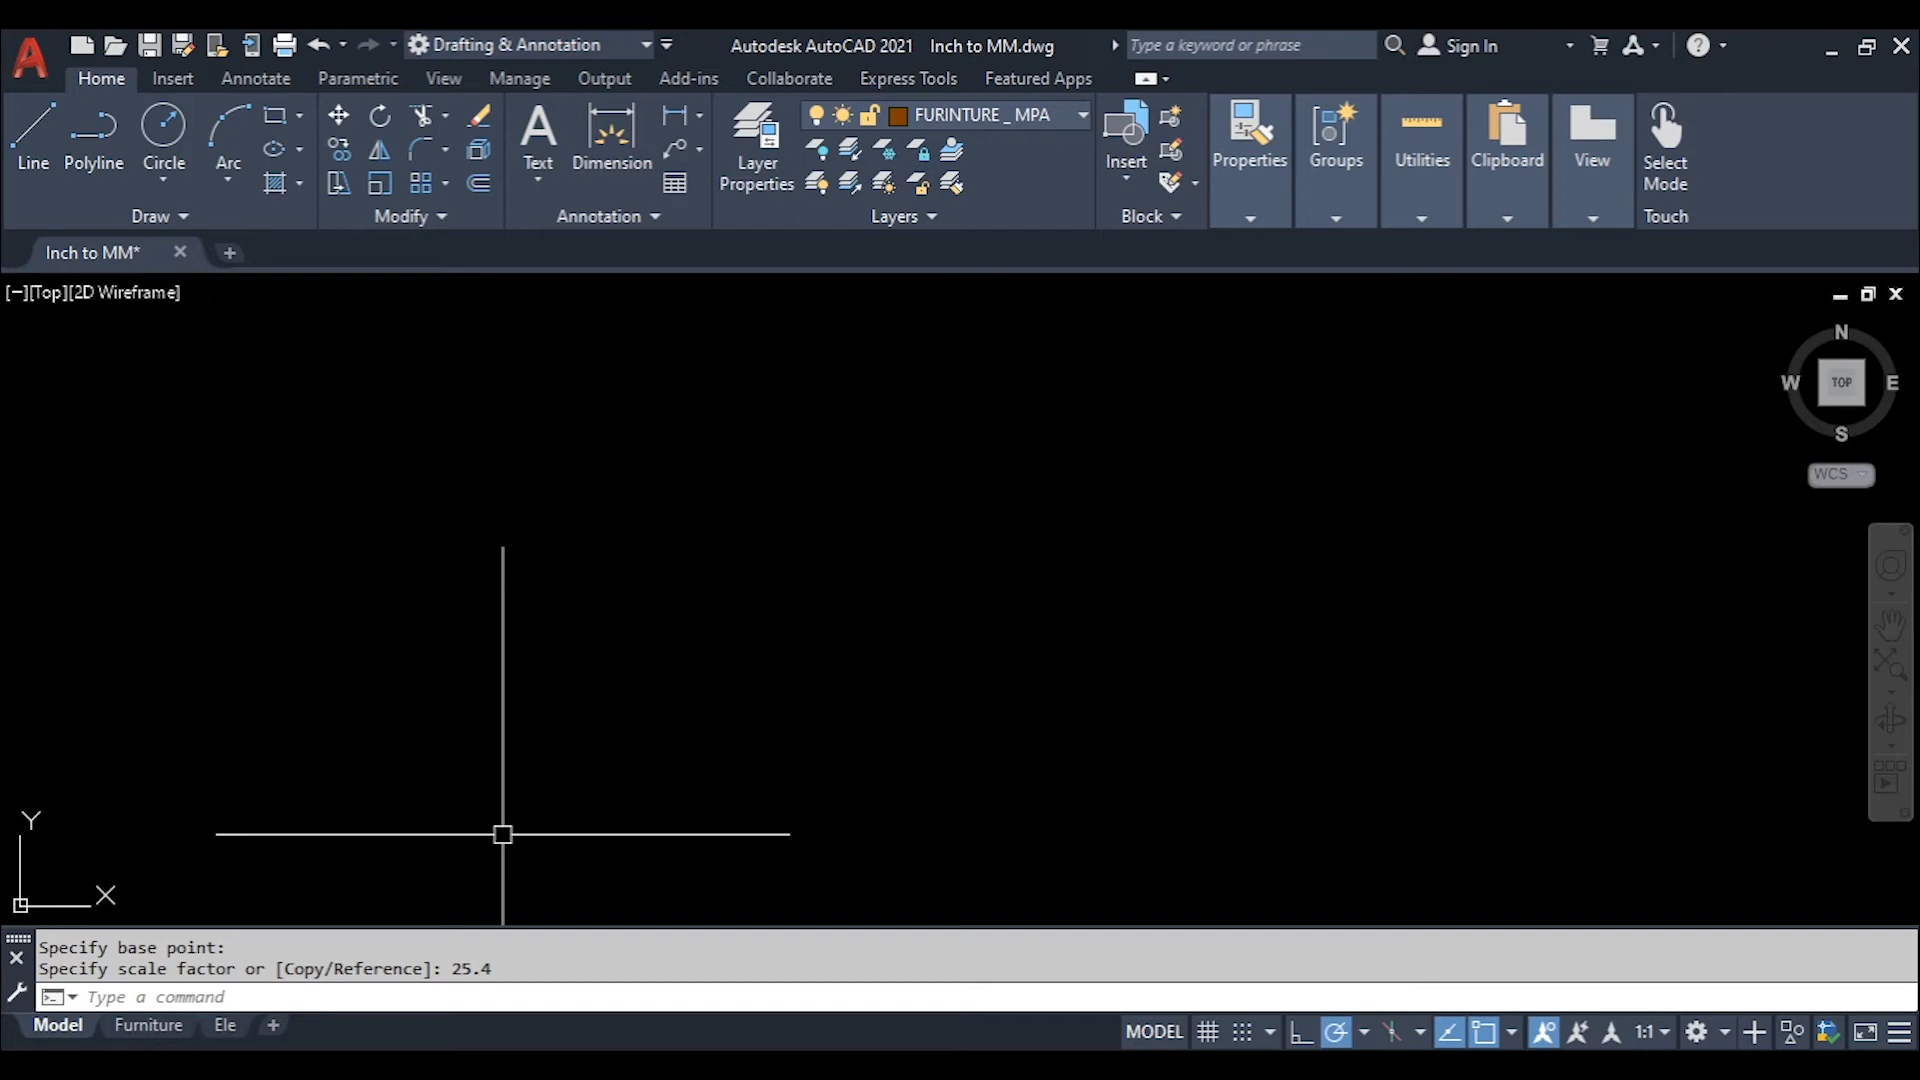 Drafting & Annotation
Autodesk AutoCAD 2021 Inch to MM.dwg
Type a keyword or phrase
Sign In
Home Insert Annotate Parametric View Manage Output Add-ins Collaborate Express Tools Featured Apps
Line
Polyline
Circle
Arc
Draw
Modify
A
Text
Dimension
Annotation
Layer
Properties
FURINTURE _ MPA
Layers
Insert
Block
Properties
Groups
Utilities
Clipboard
View
Select
Mode
Touch
Inch to MM*
[−][Top][2D Wireframe]
N
W TOP E
S
WCS
Y
X
Specify base point:
Specify scale factor or [Copy/Reference]: 25.4
Type a command
Model Furniture Ele
MODEL
1:1